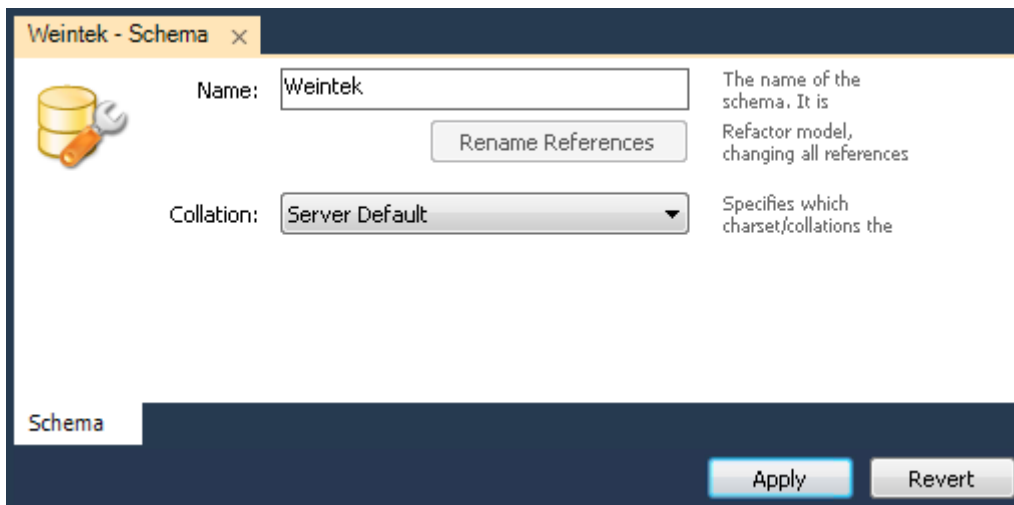 Weintek - Schema ×
Name: Weintek
The name of the
schema. It is
Rename References
Refactor model,
changing all references
Collation: Server Default
Specifies which
charset/collations the
Schema
Apply Revert